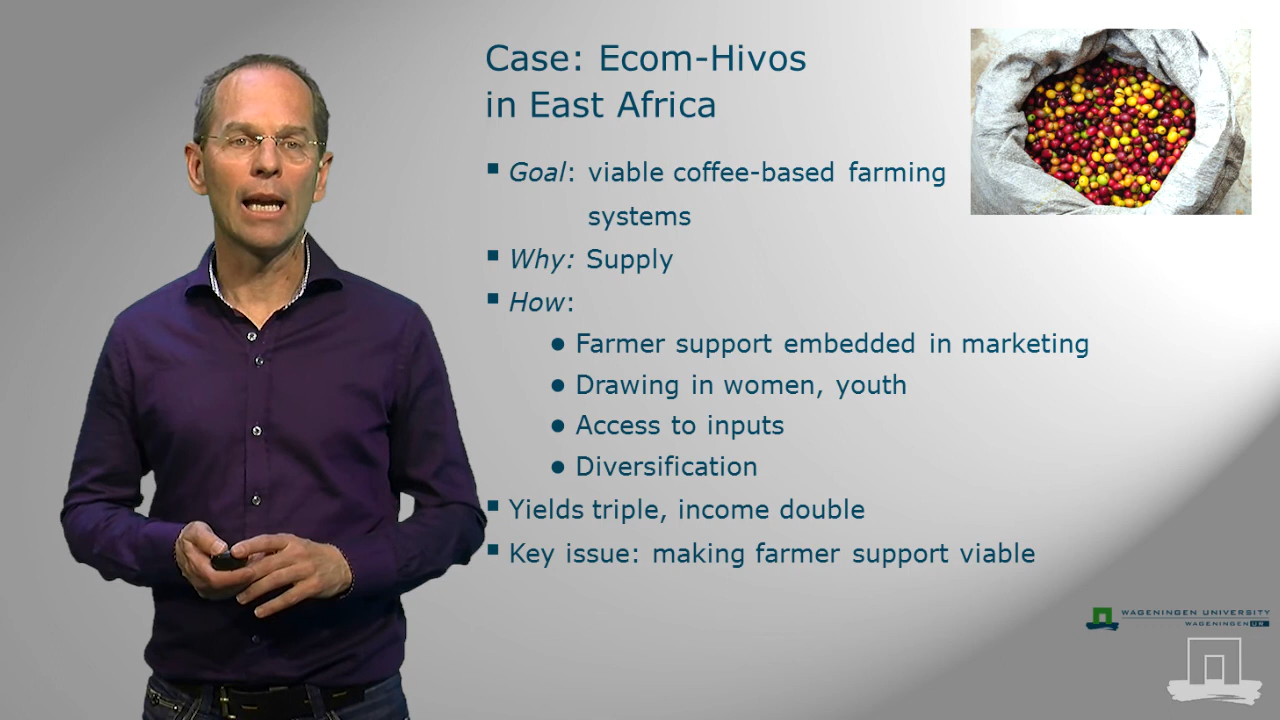 Case: Ecom-Hivos
in East Africa
▪ Goal: viable coffee-based farming
systems
▪ Why: Supply
▪ How:
● Farmer support embedded in marketing
● Drawing in women, youth
● Access to inputs
● Diversification
▪ Yields triple, income double
▪ Key issue: making farmer support viable
WAGENINGEN UNIVERSITY
WAGENINGEN UR